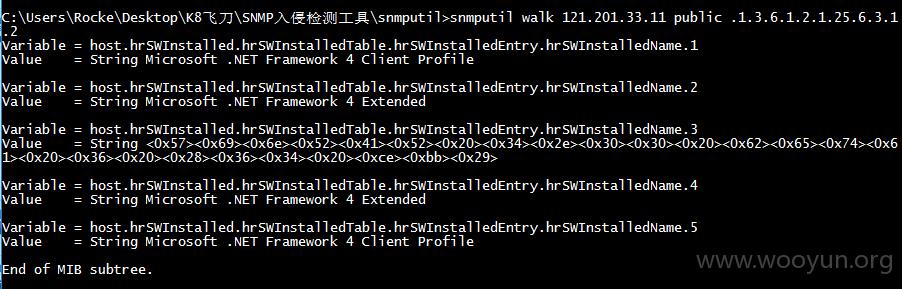 C:\Users\Rocke\Desktop\K8飞刀\SNMP入侵检测工具\snmputil>snmputil walk 121.201.33.11 public .1.3.6.1.2.1.25.6.3.1
.2
Variable = host.hrSWInstalled.hrSWInstalledTable.hrSWInstalledEntry.hrSWInstalledName.1
Value    = String Microsoft .NET Framework 4 Client Profile
Variable = host.hrSWInstalled.hrSWInstalledTable.hrSWInstalledEntry.hrSWInstalledName.2
Value    = String Microsoft .NET Framework 4 Extended
Variable = host.hrSWInstalled.hrSWInstalledTable.hrSWInstalledEntry.hrSWInstalledName.3
Value    = String <0x57><0x69><0x6e><0x52><0x41><0x52><0x20><0x34><0x2e><0x30><0x30><0x20><0x62><0x65><0x74><0x6
1><0x20><0x36><0x20><0x28><0x36><0x34><0x20><0xce><0xbb><0x29>
Variable = host.hrSWInstalled.hrSWInstalledTable.hrSWInstalledEntry.hrSWInstalledName.4
Value    = String Microsoft .NET Framework 4 Extended
Variable = host.hrSWInstalled.hrSWInstalledTable.hrSWInstalledEntry.hrSWInstalledName.5
Value    = String Microsoft .NET Framework 4 Client Profile
End of MIB subtree.
www.wooyun.org